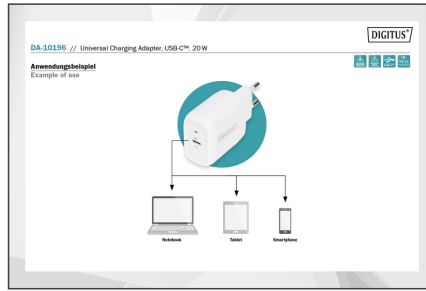 DIGITUS®
DA-10196 // Universal Charging Adapter, USB-C™, 20 W
Anwendungsbeispiel
Example of use
DIGITUS
Notebook
Tablet
Smartphone